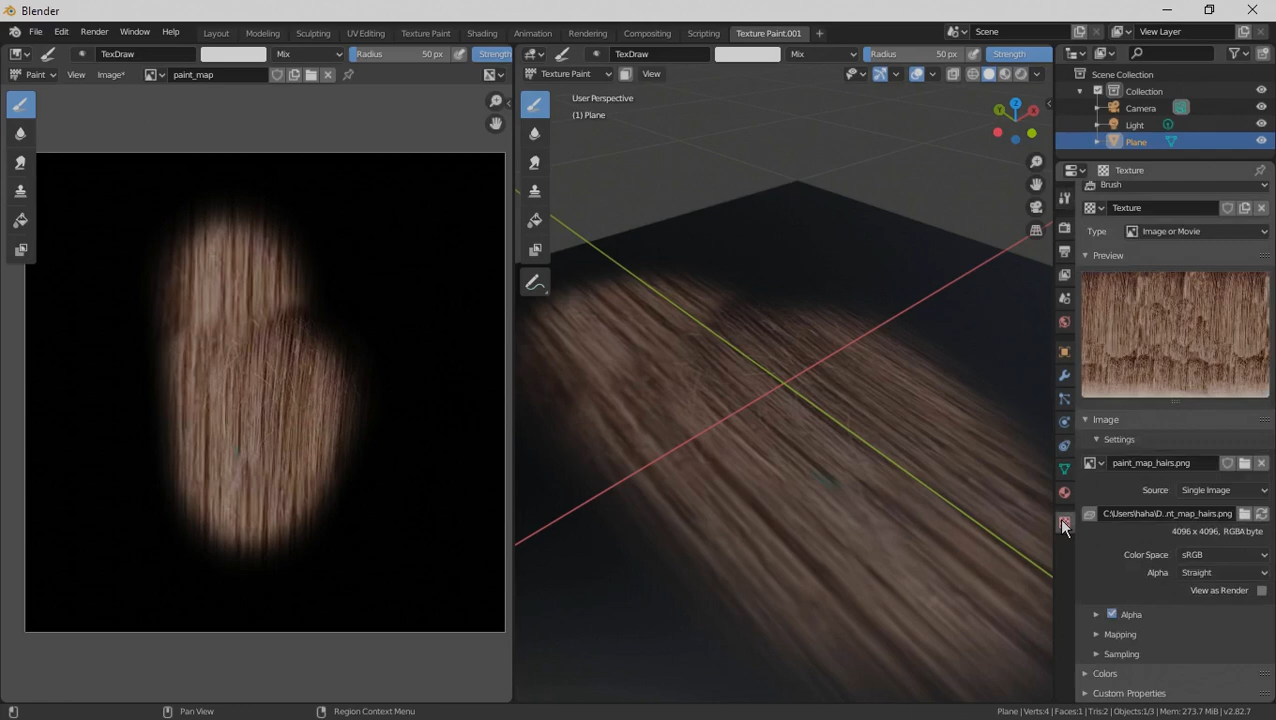 Blender
File Edit Render Window Help Layout Modeling Sculpting UV Editing Texture Paint Shading Animation Rendering Compositing Scripting Texture Paint.001 Scene View Layer
TexDraw Mix Radius 50 px Strength TexDraw Mix Radius 50 px Strength
Paint View Image* paint_map Texture Paint View
User Perspective
(1) Plane
Scene Collection
Collection
Camera
Light
Plane
Texture
Brush
Texture
Type Image or Movie
Preview
Image
Settings
paint_map_hairs.png
Source Single Image
C:\Users\haha\D..nt_map_hairs.png
4096 x 4096, RGBA byte
Color Space sRGB
Alpha Straight
View as Render
Alpha
Mapping
Sampling
Colors
Custom Properties
Pan View Region Context Menu Plane | Verts:4 | Faces:1 | Tris:2 | Objects:1/3 | Mem: 273.7 MiB | v2.82.7
X
Y
Z